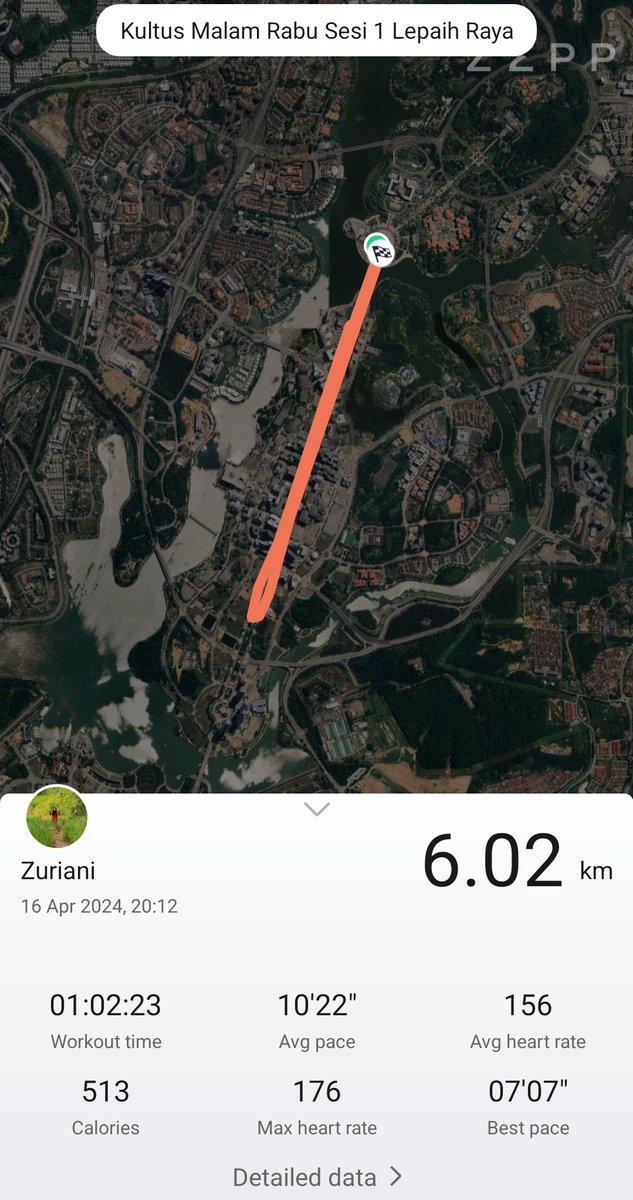 Kultus Malam Rabu Sesi 1 Lepaih Raya
ZEPP
Zuriani
6.02 km
16 Apr 2024, 20:12
01:02:23
10'22"
156
Workout time
Avg pace
Avg heart rate
513
176
07'07"
Calories
Max heart rate
Best pace
Detailed data